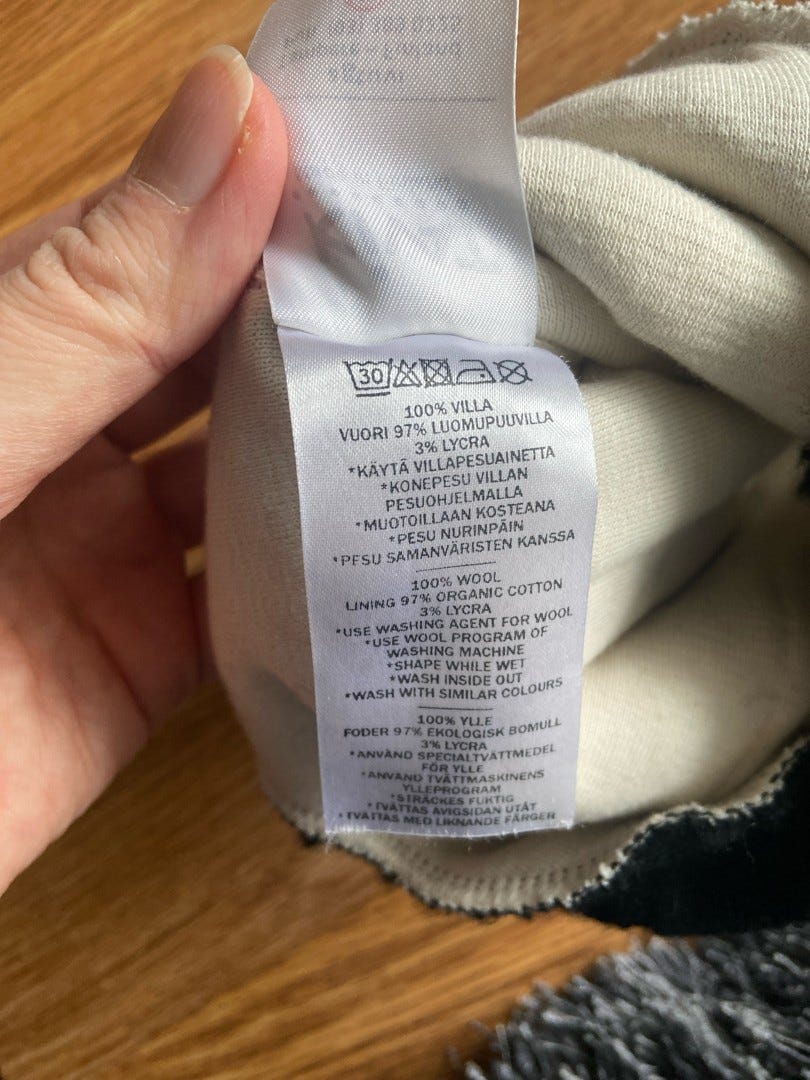 30
100% VILLA
VUORI 97% LUOMUPUUVILLA
3% LYCRA
*KÄYTÄ VILLAPESUAINETTA
*KONEPESU VILLAN
PESUOHJELMALLA
*MUOTOILLAAN KOSTEANA
*PESU NURINPÄIN
*PESU SAMANVÄRISTEN KANSSA
100% WOOL
LINING 97% ORGANIC COTTON
3% LYCRA
*USE WASHING AGENT FOR WOOL
*USE WOOL PROGRAM OF
WASHING MACHINE
*SHAPE WHILE WET
*WASH INSIDE OUT
*WASH WITH SIMILAR COLOURS
100% YLLE
FODER 97% EKOLOGISK BOMULL
3% LYCRA
*ANVÄND SPECIALTVÄTTMEDEL
FÖR YLLE
*ANVÄND TVÄTTMASKINENS
YLLEPROGRAM
*STRÄCKES FUKTIG
*TVÄTTAS AVIGSIDAN UTÅT
*TVÄTTAS MED LIKNANDE FÄRGER